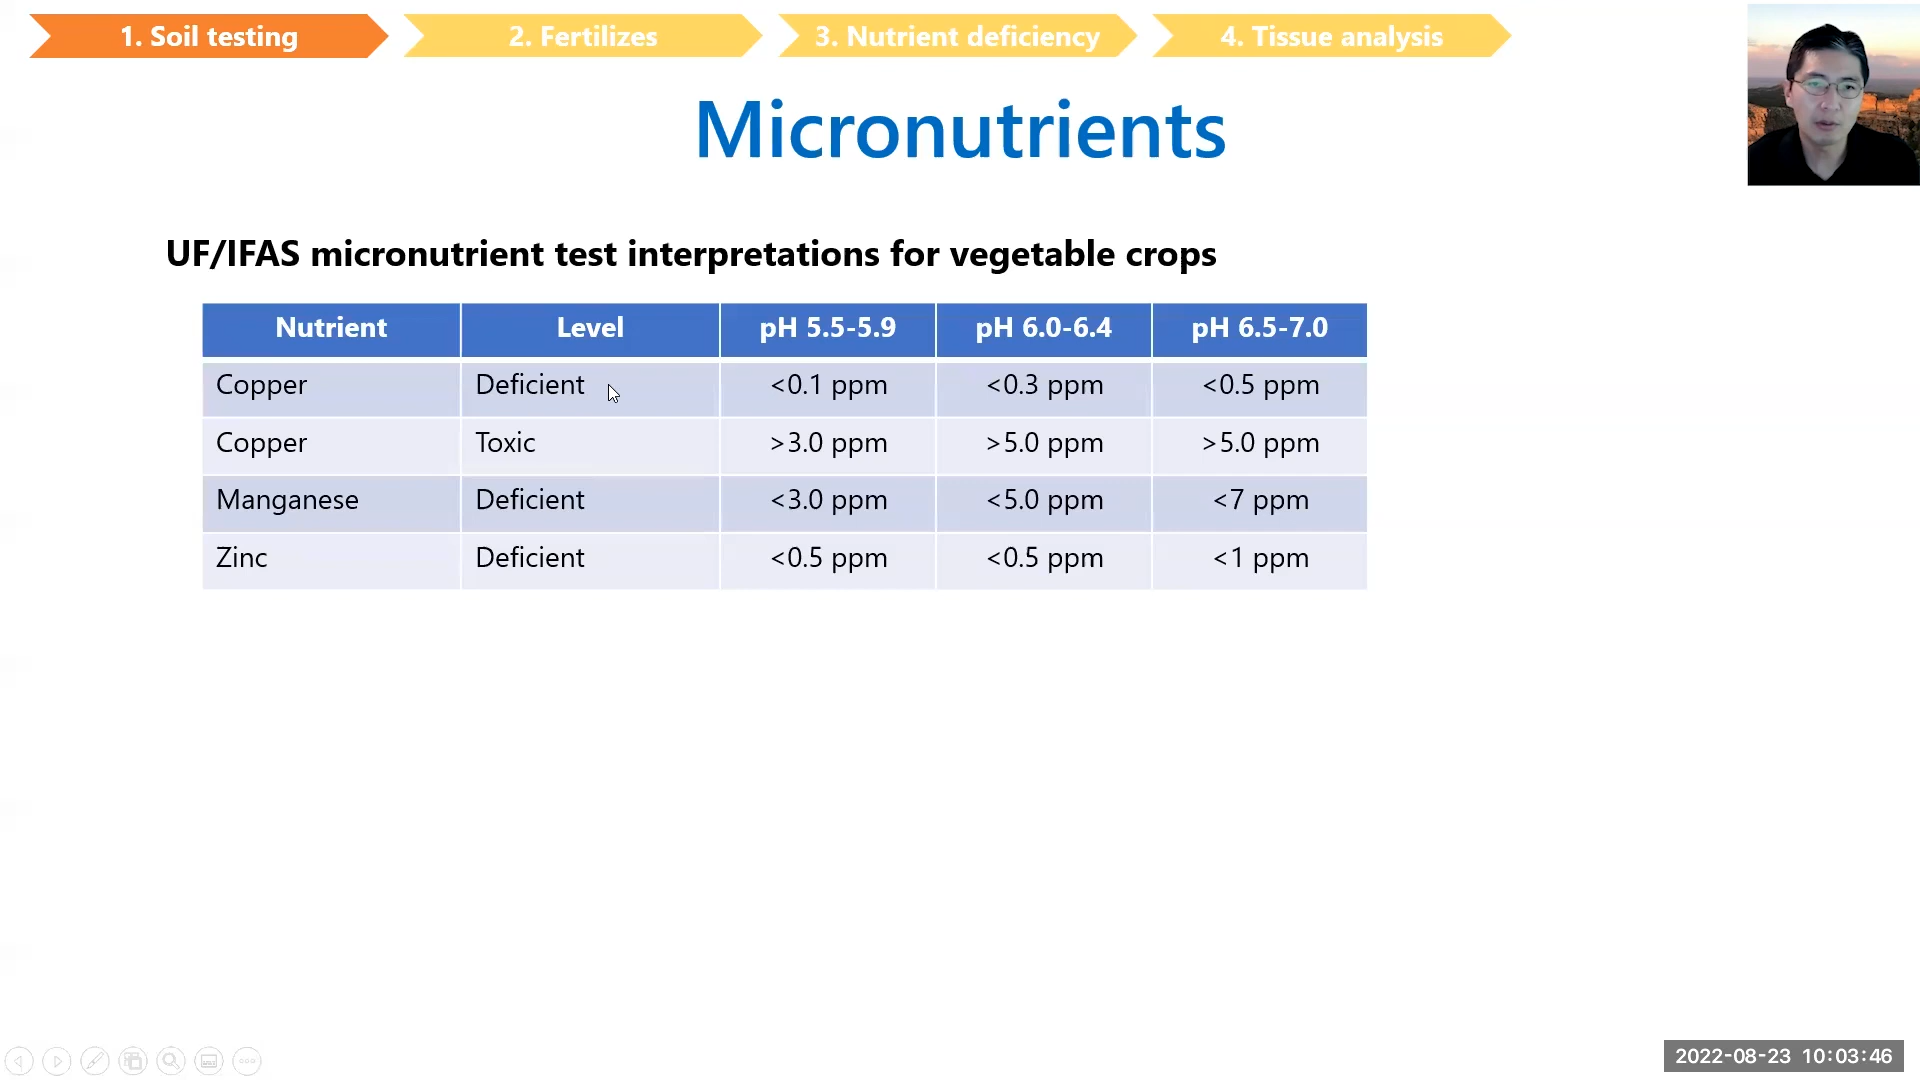 1. Soil testing
2. Fertilizes
3. Nutrient deficiency
4. Tissue analysis
Micronutrients
UF/IFAS micronutrient test interpretations for vegetable crops
Nutrient Level pH 5.5-5.9 pH 6.0-6.4 pH 6.5-7.0
Copper Deficient <0.1 ppm <0.3 ppm <0.5 ppm
Copper Toxic >3.0 ppm >5.0 ppm >5.0 ppm
Manganese Deficient <3.0 ppm <5.0 ppm <7 ppm
Zinc Deficient <0.5 ppm <0.5 ppm <1 ppm
2022-08-23 10:03:46